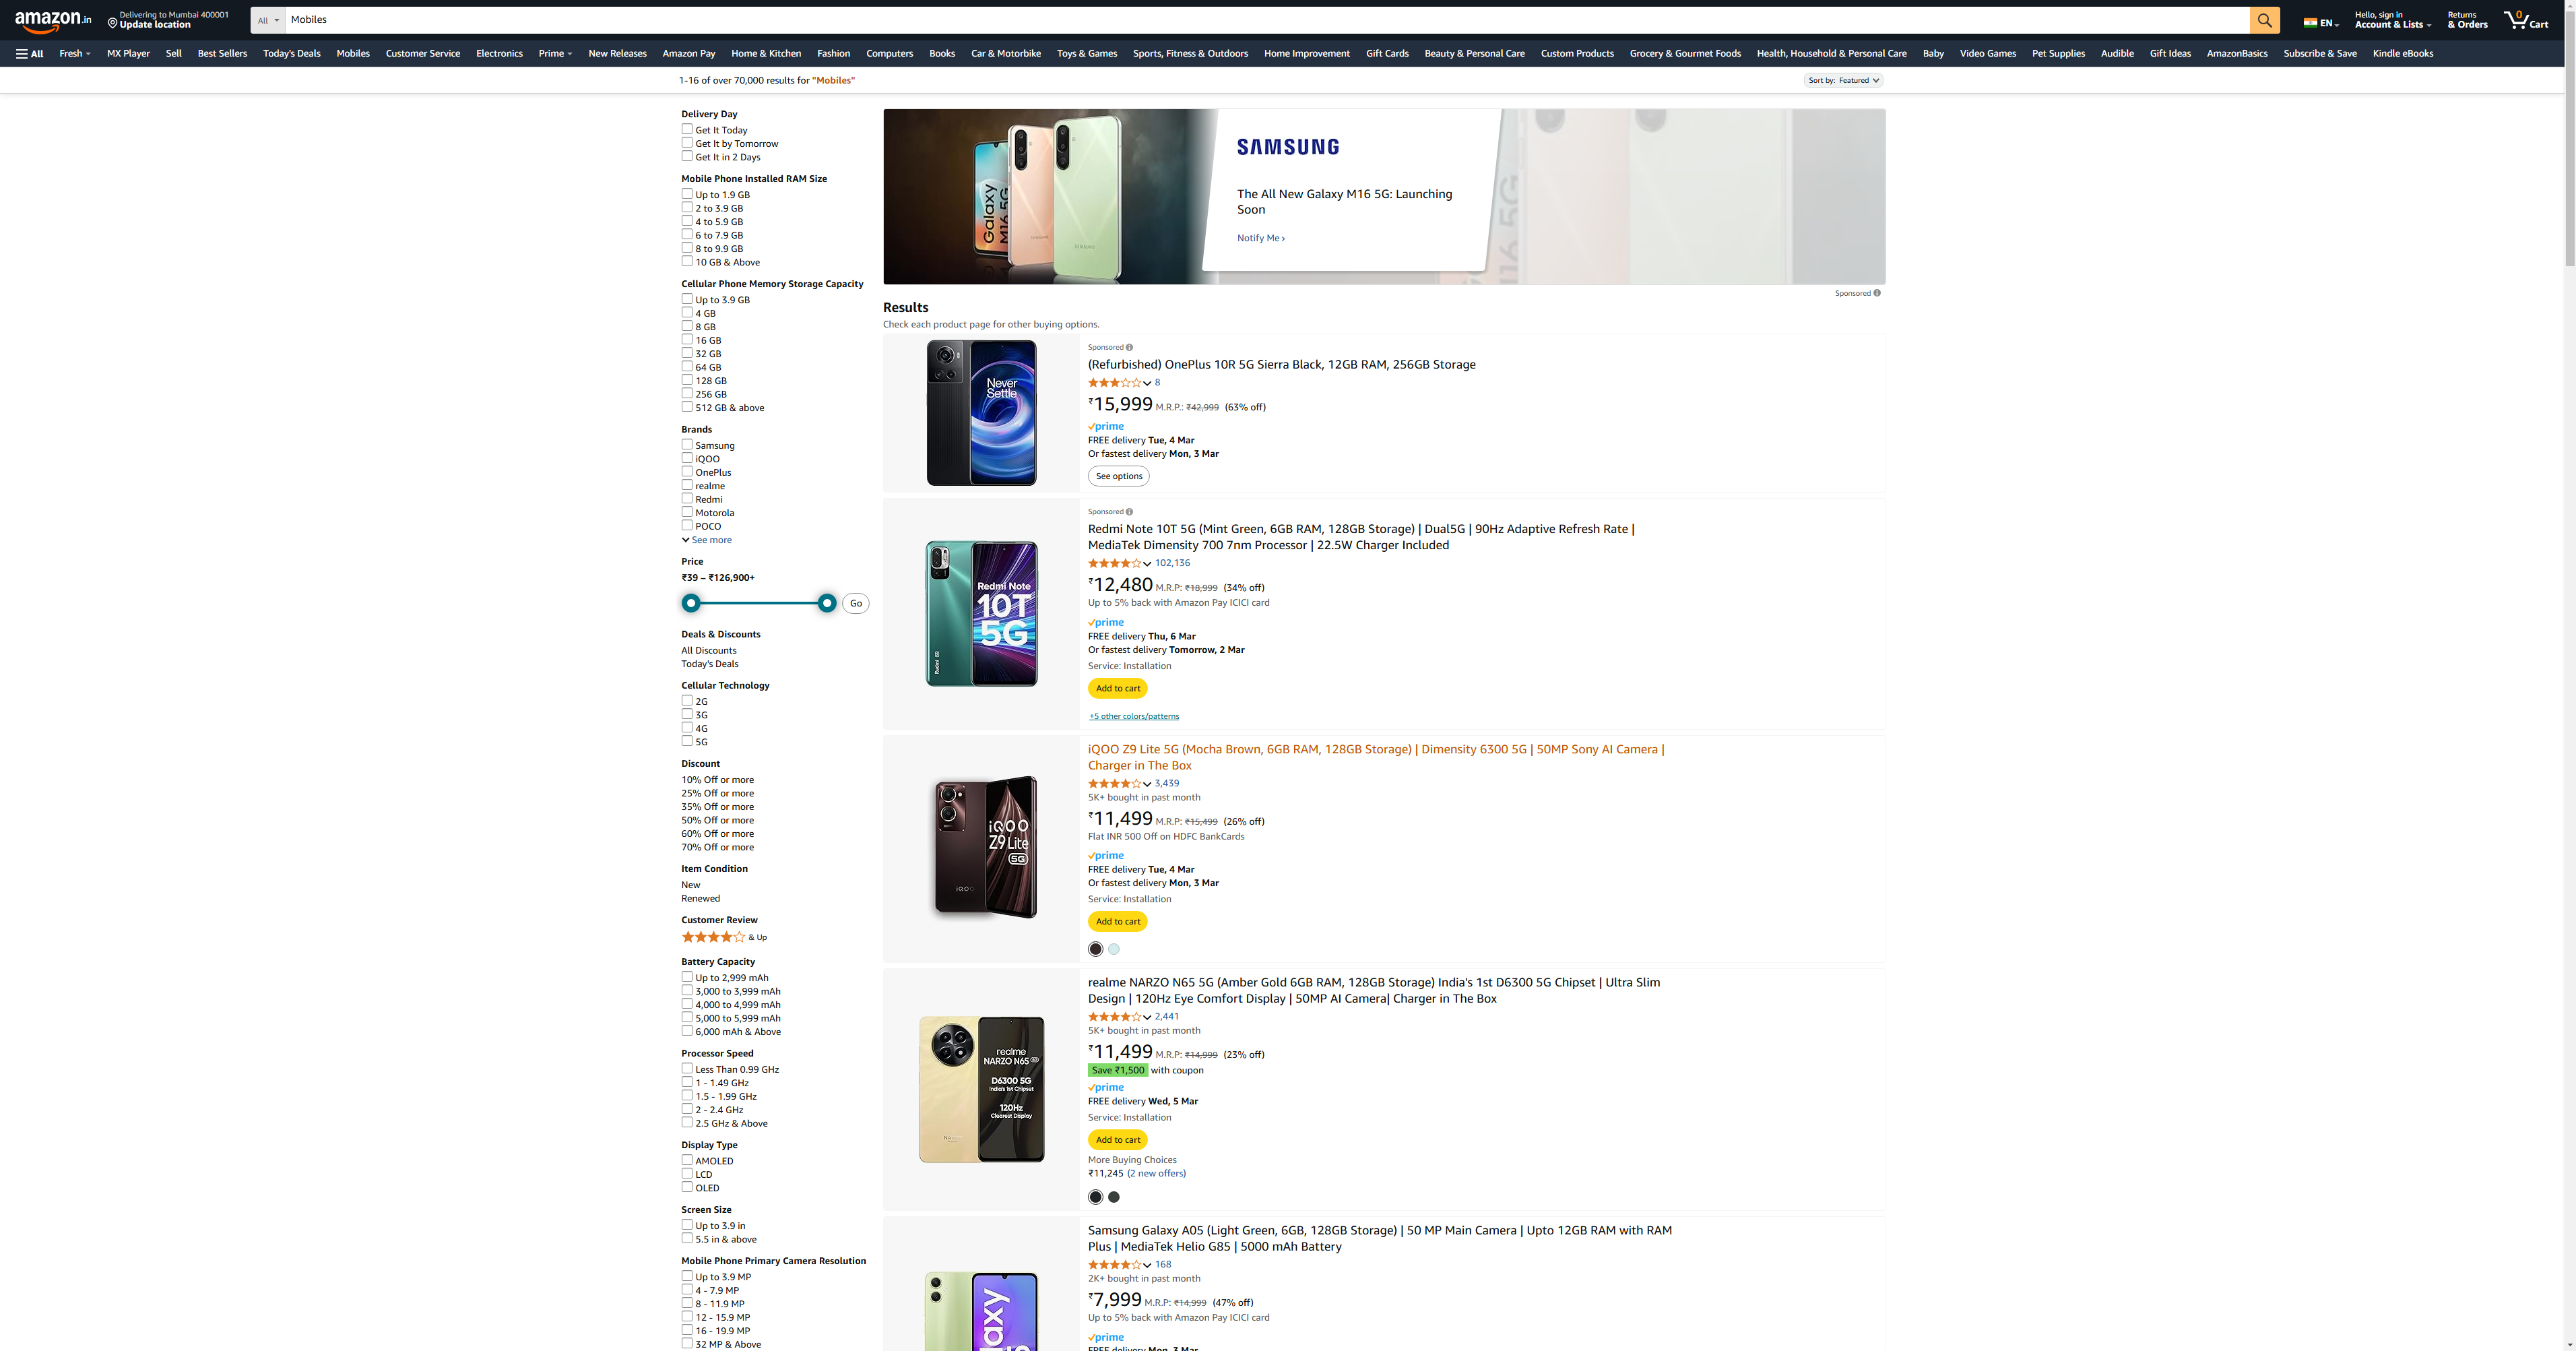 amazon.in
Delivering to Mumbai 400001
Update location
All
Mobiles
EN
Hello, sign in
Account & Lists
Returns
& Orders
0
Cart
All
Fresh
MX Player
Sell
Best Sellers
Today's Deals
Mobiles
Customer Service
Electronics
Prime
New Releases
Amazon Pay
Home & Kitchen
Fashion
Computers
Books
Car & Motorbike
Toys & Games
Sports, Fitness & Outdoors
Home Improvement
Gift Cards
Beauty & Personal Care
Custom Products
Grocery & Gourmet Foods
Health, Household & Personal Care
Baby
Video Games
Pet Supplies
Audible
Gift Ideas
AmazonBasics
Subscribe & Save
Kindle eBooks
1-16 of over 70,000 results for "Mobiles"
Sort by: Featured
Delivery Day
Get It Today
Get It by Tomorrow
Get It in 2 Days
Mobile Phone Installed RAM Size
Up to 1.9 GB
2 to 3.9 GB
4 to 5.9 GB
6 to 7.9 GB
8 to 9.9 GB
10 GB & Above
Cellular Phone Memory Storage Capacity
Up to 3.9 GB
4 GB
8 GB
16 GB
32 GB
64 GB
128 GB
256 GB
512 GB & above
Brands
Samsung
iQOO
OnePlus
realme
Redmi
Motorola
POCO
See more
Price
₹39 – ₹126,900+
Go
Deals & Discounts
All Discounts
Today's Deals
Cellular Technology
2G
3G
4G
5G
Discount
10% Off or more
25% Off or more
35% Off or more
50% Off or more
60% Off or more
70% Off or more
Item Condition
New
Renewed
Customer Review
& Up
Battery Capacity
Up to 2,999 mAh
3,000 to 3,999 mAh
4,000 to 4,999 mAh
5,000 to 5,999 mAh
6,000 mAh & Above
Processor Speed
Less Than 0.99 GHz
1 - 1.49 GHz
1.5 - 1.99 GHz
2 - 2.4 GHz
2.5 GHz & Above
Display Type
AMOLED
LCD
OLED
Screen Size
Up to 3.9 in
5.5 in & above
Mobile Phone Primary Camera Resolution
Up to 3.9 MP
4 - 7.9 MP
8 - 11.9 MP
12 - 15.9 MP
16 - 19.9 MP
32 MP & Above
Galaxy
M16 5G
SAMSUNG
The All New Galaxy M16 5G: Launching
Soon
Notify Me ›
Sponsored
Results
Check each product page for other buying options.
Never
Settle
Sponsored
(Refurbished) OnePlus 10R 5G Sierra Black, 12GB RAM, 256GB Storage
8
₹15,999 M.R.P.: ₹42,999 (63% off)
prime
FREE delivery Tue, 4 Mar
Or fastest delivery Mon, 3 Mar
See options
Redmi Note
10T
5G
Redmi
Sponsored
Redmi Note 10T 5G (Mint Green, 6GB RAM, 128GB Storage) | Dual5G | 90Hz Adaptive Refresh Rate |
MediaTek Dimensity 700 7nm Processor | 22.5W Charger Included
102,136
₹12,480 M.R.P: ₹18,999 (34% off)
Up to 5% back with Amazon Pay ICICI card
prime
FREE delivery Thu, 6 Mar
Or fastest delivery Tomorrow, 2 Mar
Service: Installation
Add to cart
+5 other colors/patterns
iQOO
Z9 Lite
5G
iQOO
iQOO Z9 Lite 5G (Mocha Brown, 6GB RAM, 128GB Storage) | Dimensity 6300 5G | 50MP Sony AI Camera |
Charger in The Box
3,439
5K+ bought in past month
₹11,499 M.R.P: ₹15,499 (26% off)
Flat INR 500 Off on HDFC BankCards
prime
FREE delivery Tue, 4 Mar
Or fastest delivery Mon, 3 Mar
Service: Installation
Add to cart
realme
NARZO N65 5G
D6300 5G
India's 1st Chipset
120Hz
Clearest Display
realme NARZO N65 5G (Amber Gold 6GB RAM, 128GB Storage) India's 1st D6300 5G Chipset | Ultra Slim
Design | 120Hz Eye Comfort Display | 50MP AI Camera| Charger in The Box
2,441
5K+ bought in past month
₹11,499 M.R.P: ₹14,999 (23% off)
Save ₹1,500 with coupon
prime
FREE delivery Wed, 5 Mar
Service: Installation
Add to cart
More Buying Choices
₹11,245 (2 new offers)
Samsung Galaxy A05 (Light Green, 6GB, 128GB Storage) | 50 MP Main Camera | Upto 12GB RAM with RAM
Plus | MediaTek Helio G85 | 5000 mAh Battery
168
2K+ bought in past month
₹7,999 M.R.P: ₹14,999 (47% off)
Up to 5% back with Amazon Pay ICICI card
prime
FREE delivery Mon, 3 Mar